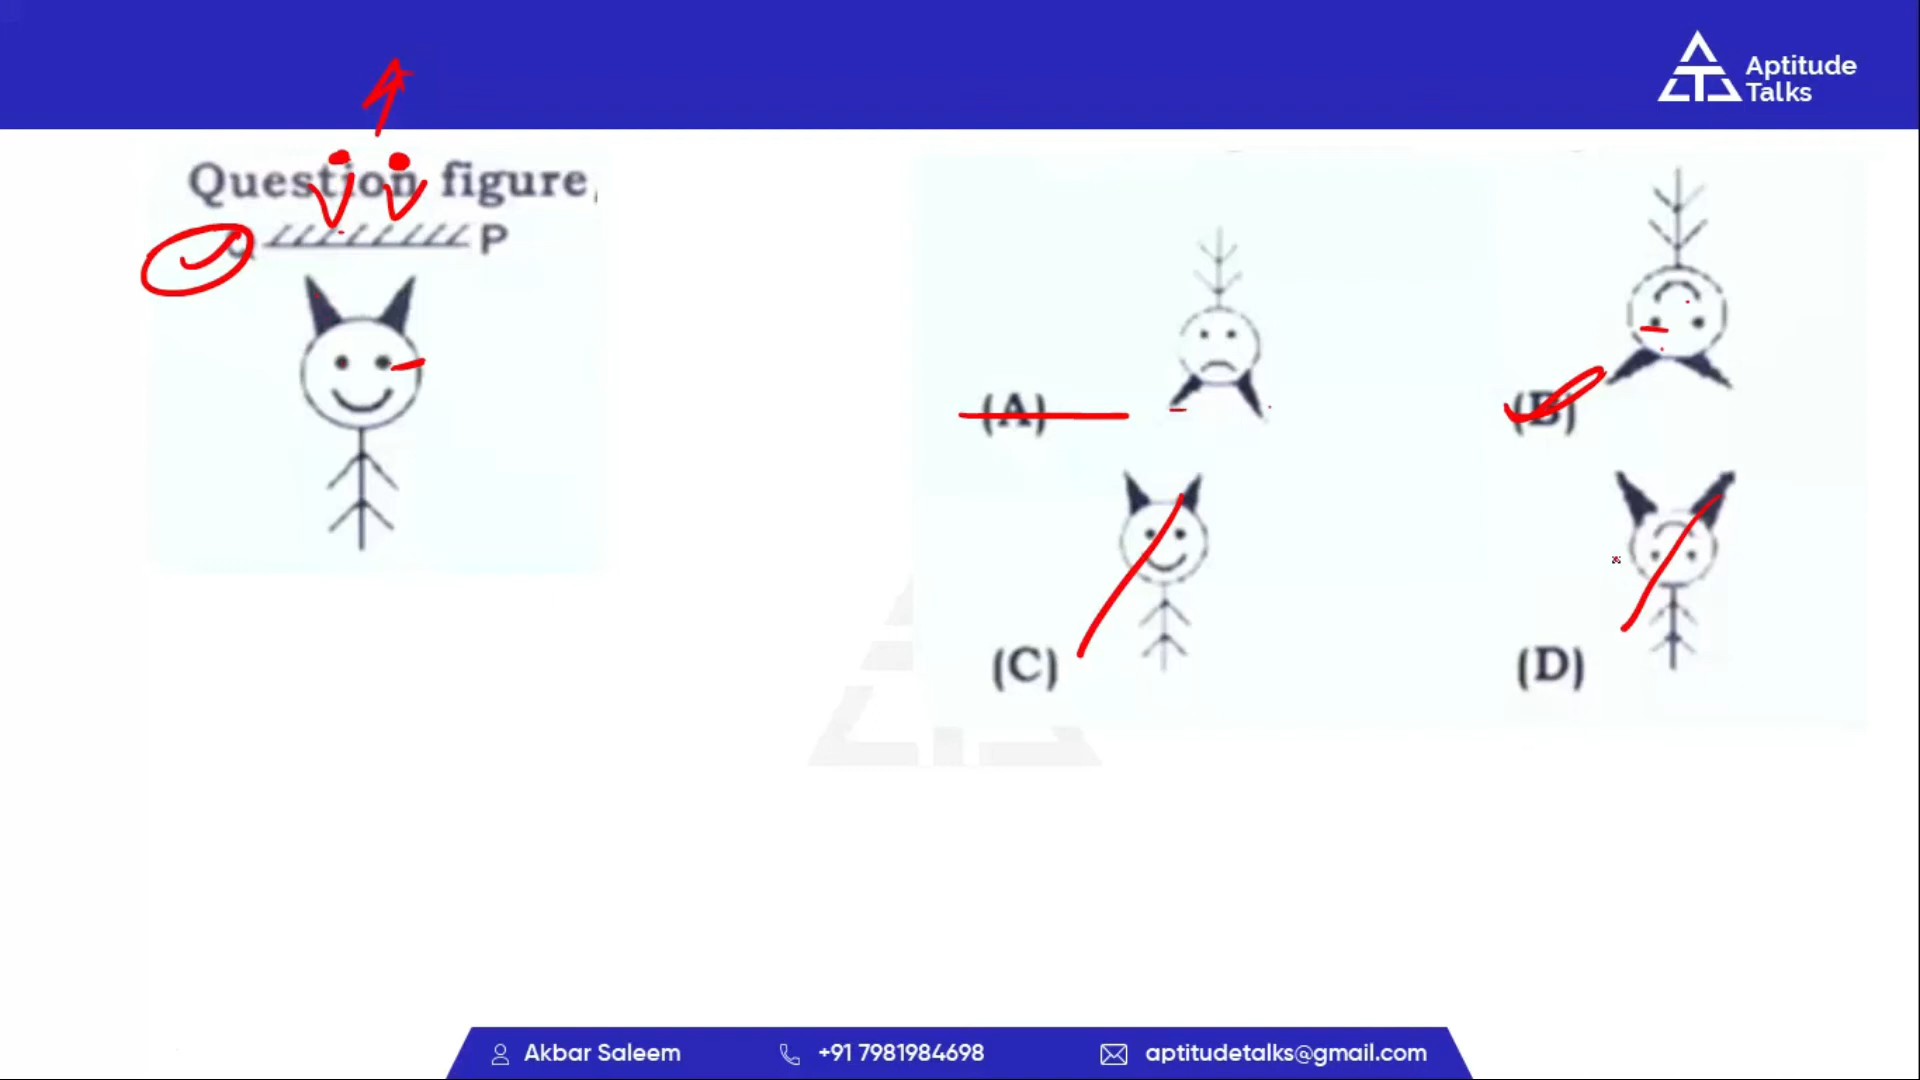 Aptitude
Talks
Question figure,
Q P
(A)
(B)
(C)
(D)
Akbar Saleem
+91 7981984698
aptitudetalks@gmail.com